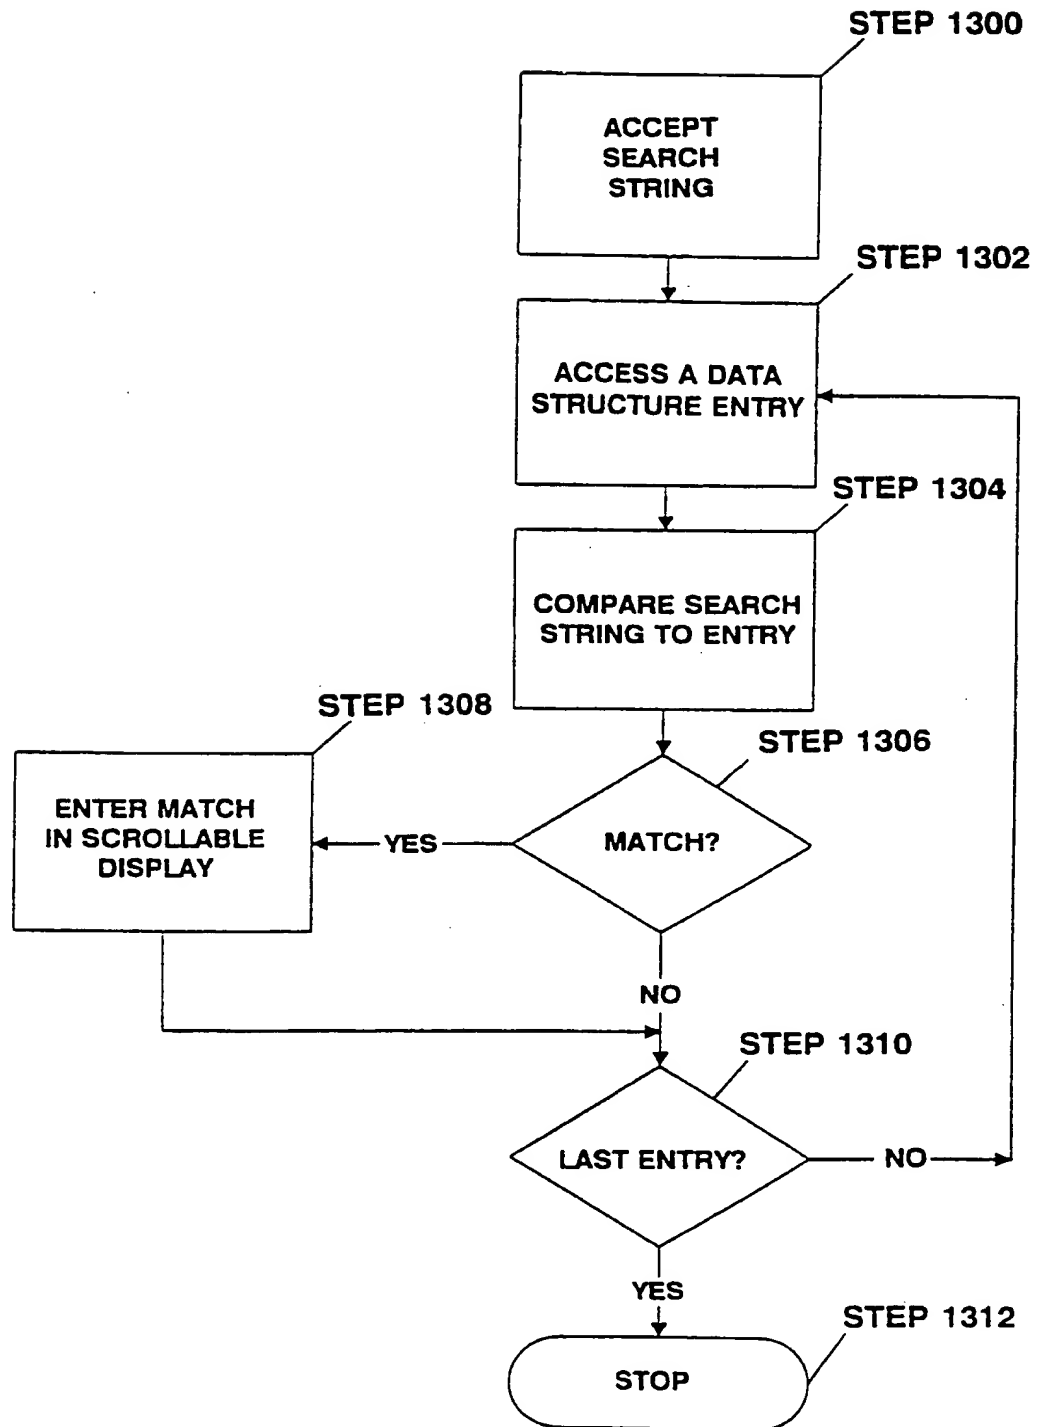 STEP 1300
ACCEPT
SEARCH
STRING
STEP 1302
ACCESS A DATA
STRUCTURE ENTRY
STEP 1304
COMPARE SEARCH
STRING TO ENTRY
STEP 1308
ENTER MATCH
IN SCROLLABLE
DISPLAY
YES
STEP 1306
MATCH?
NO
STEP 1310
LAST ENTRY?
NO
YES
STEP 1312
STOP